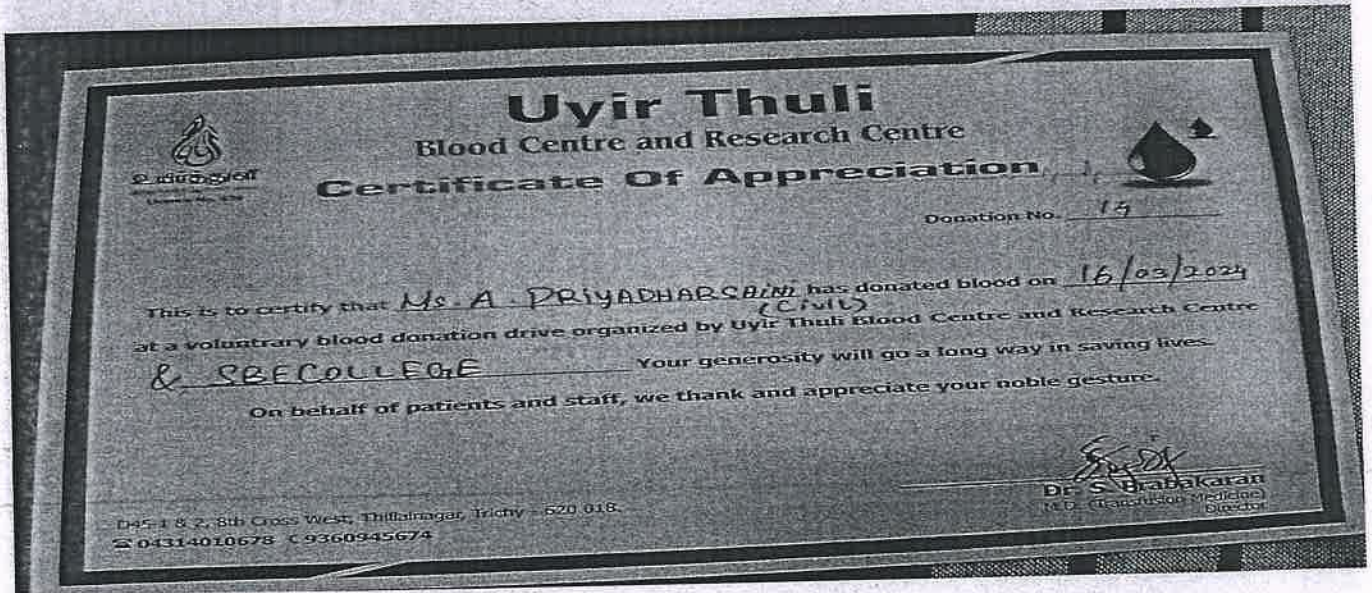 Uyir Thuli
Blood Centre and Research Centre
உயிர்துளி
Certificate Of Appreciation
Donation No. 14
This is to certify that Ms. A. PRIYADHARSHINI has donated blood on 16/03/2024
(Civil)
at a voluntrary blood donation drive organized by Uyir Thuli Blood Centre and Research Centre
& SBECOLLEGE Your generosity will go a long way in saving lives.
On behalf of patients and staff, we thank and appreciate your noble gesture.
Dr. S. Prabakaran
M.D. (Transfusion Medicine)
Director
D45-1 & 2, 8th Cross West, Thillainagar, Trichy - 620 018.
04314010678 9360945674